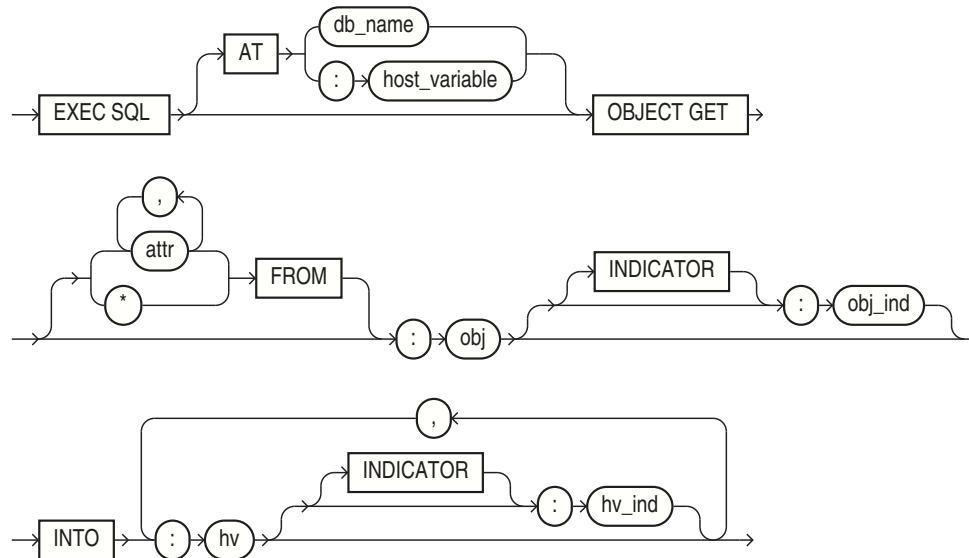 db_name
AT
: host_variable
EXEC SQL OBJECT GET
,
attr
* FROM
INDICATOR
: obj_ind
: obj
,
INDICATOR
: hv_ind
INTO : hv